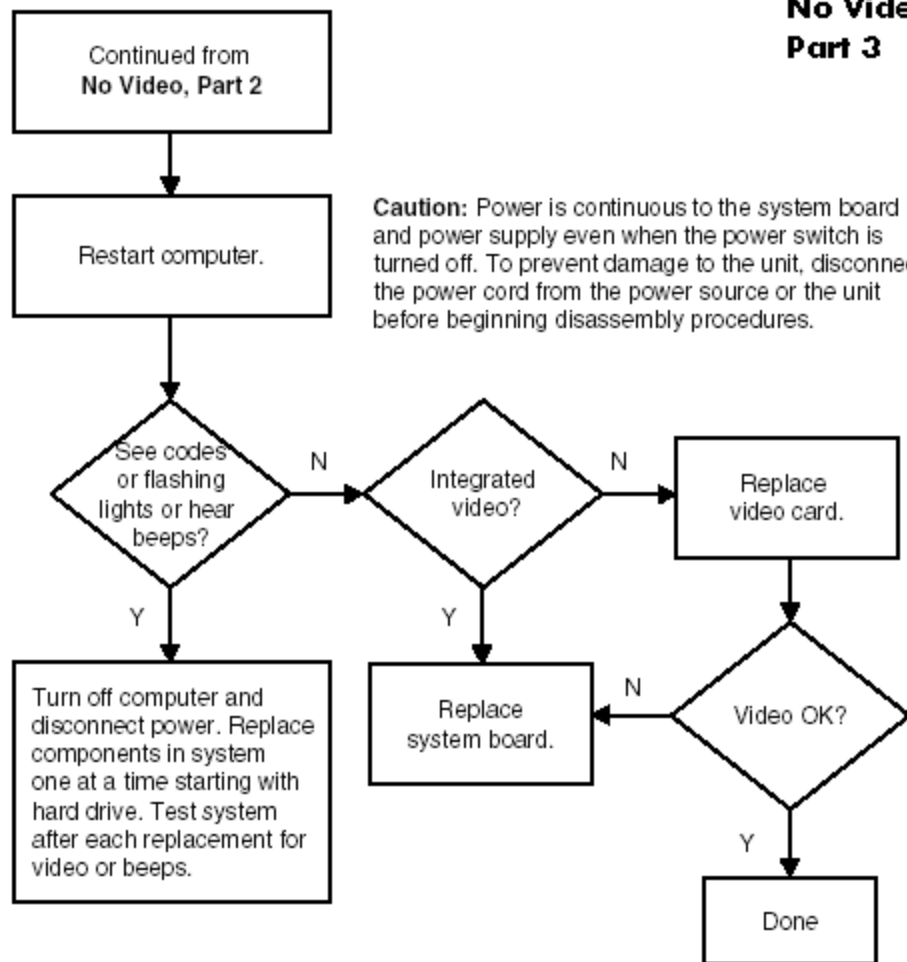 No Vide
Part 3
Continued from
No Video, Part 2
Restart computer.
Caution: Power is continuous to the system board
and power supply even when the power switch is
turned off. To prevent damage to the unit, disconnec
the power cord from the power source or the unit
before beginning disassembly procedures.
See codes
or flashing
lights or hear
beeps?
N
Integrated
video?
N
Replace
video card.
Y
Y
Turn off computer and
disconnect power. Replace
components in system
one at a time starting with
hard drive. Test system
after each replacement for
video or beeps.
Replace
system board.
N
Video OK?
Y
Done